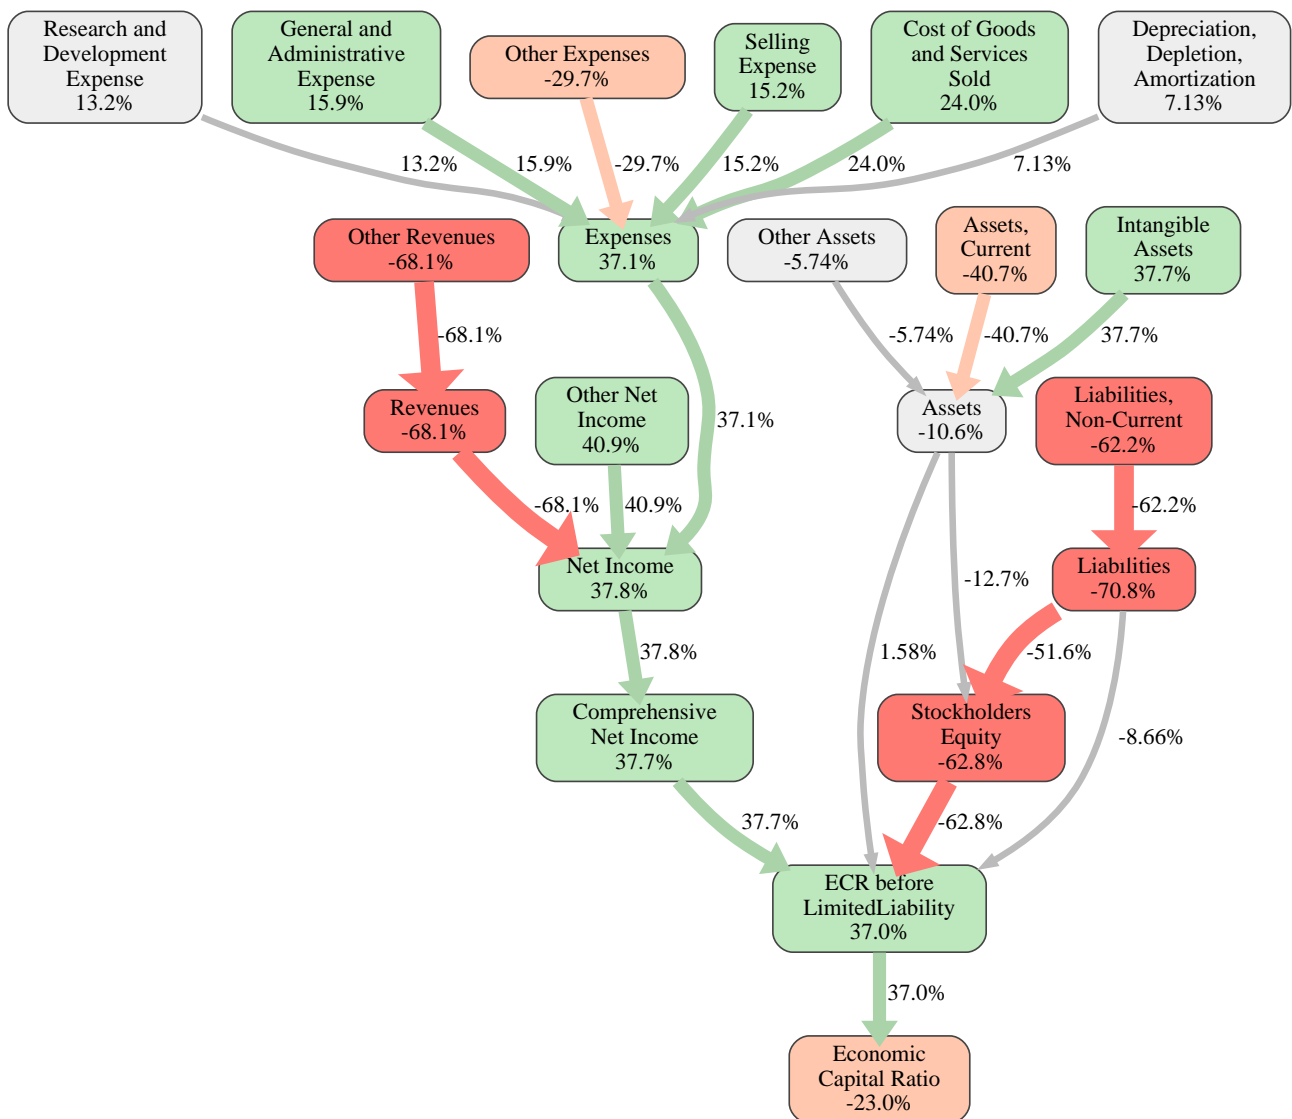 Research and
Development
Expense
13.2%
General and
Administrative
Expense
15.9%
Other Expenses
-29.7%
Selling
Expense
15.2%
Cost of Goods
and Services
Sold
24.0%
Depreciation,
Depletion,
Amortization
7.13%
13.2%
15.9%
-29.7%
15.2%
24.0%
7.13%
Other Revenues
-68.1%
Expenses
37.1%
Other Assets
-5.74%
Assets,
Current
-40.7%
Intangible
Assets
37.7%
-68.1%
-5.74%
-40.7%
37.7%
Revenues
-68.1%
Other Net
Income
40.9%
37.1%
Assets
-10.6%
Liabilities,
Non-Current
-62.2%
-68.1%
40.9%
-62.2%
Net Income
37.8%
-12.7%
Liabilities
-70.8%
37.8%
1.58%
-51.6%
Comprehensive
Net Income
37.7%
Stockholders
Equity
-62.8%
-8.66%
37.7%
-62.8%
ECR before
LimitedLiability
37.0%
37.0%
Economic
Capital Ratio
-23.0%